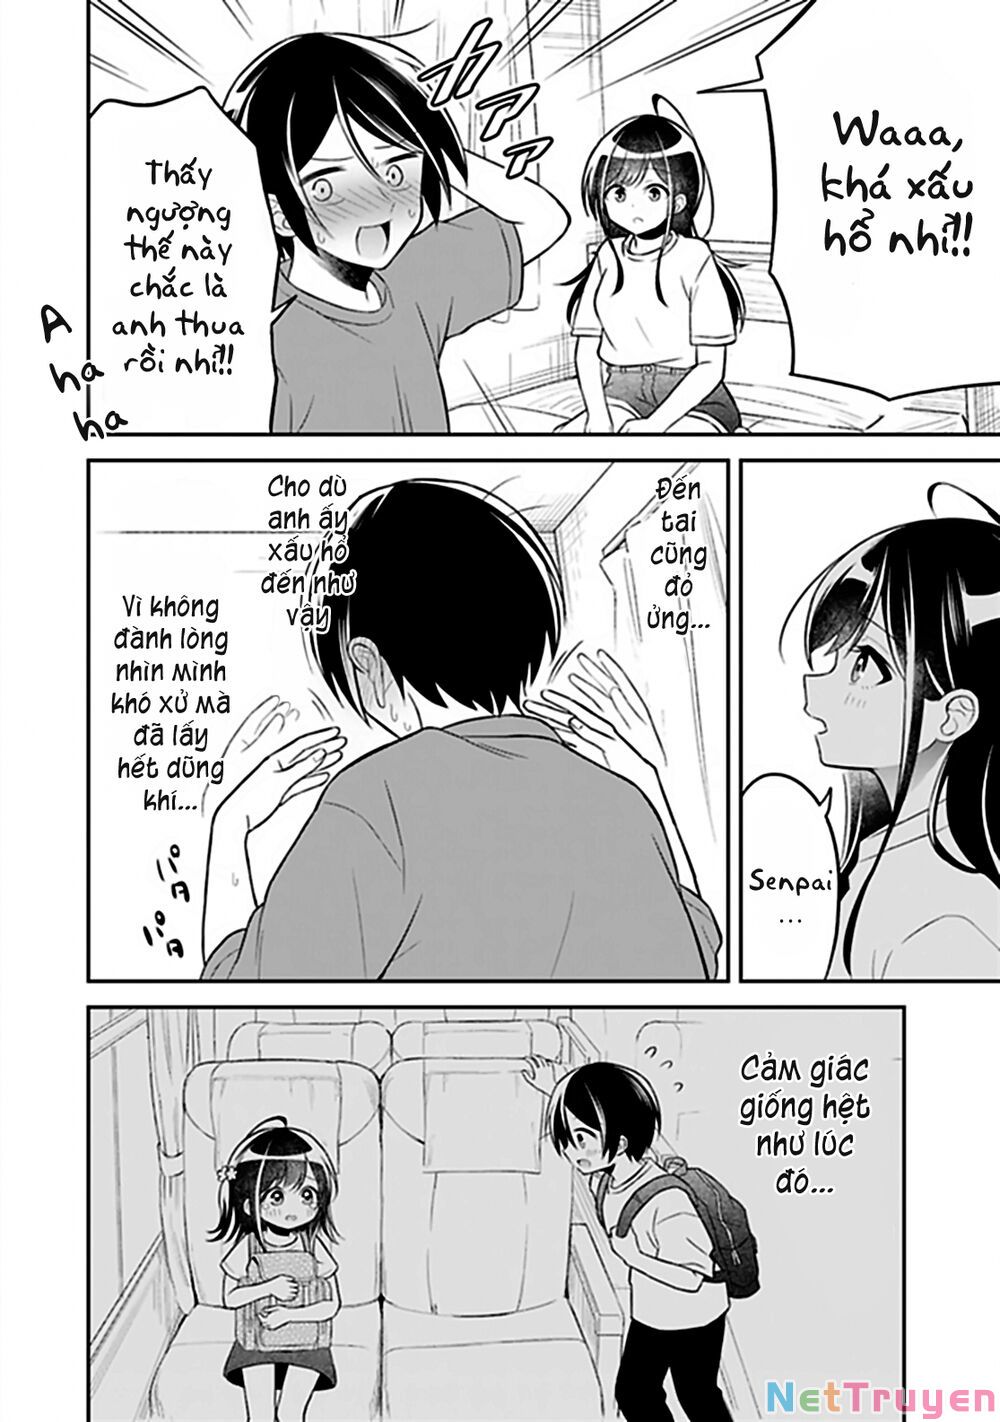 Waaa,
khá xấu
hổ nhỉ!!
カアアッ
Thấy
ngượng
thế này
chắc là
anh thua
rồi nhỉ!!
A
ha
ha
Senpai
...
Đến
tai
cũng
đỏ
ửng...
Cho dù
anh ấy
xấu hổ
đến như
vậy
Vì không
đành lòng
nhìn mình
khó xử mà
đã lấy
hết dũng
khí...
パタ
パタ
Cảm giác
giống hệt
như lúc
đó...
NetTruyen